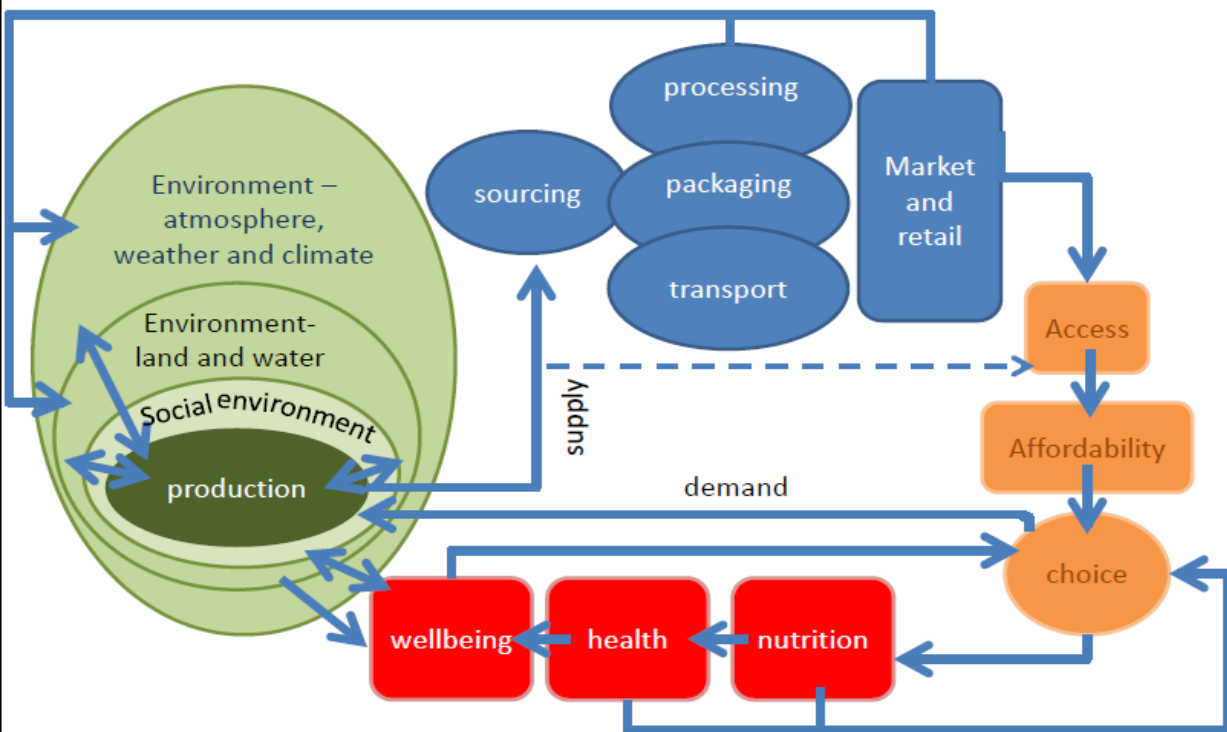 processing
Environment –
atmosphere,
weather and climate
sourcing
packaging
Market
and
retail
transport
Environment-
land and water
Access
Social environment
supply
Affordability
production
demand
choice
wellbeing
health
nutrition